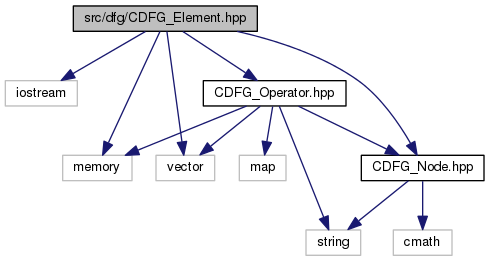 src/dfg/CDFG_Element.hpp
iostream
CDFG_Operator.hpp
memory
vector
map
CDFG_Node.hpp
string
cmath